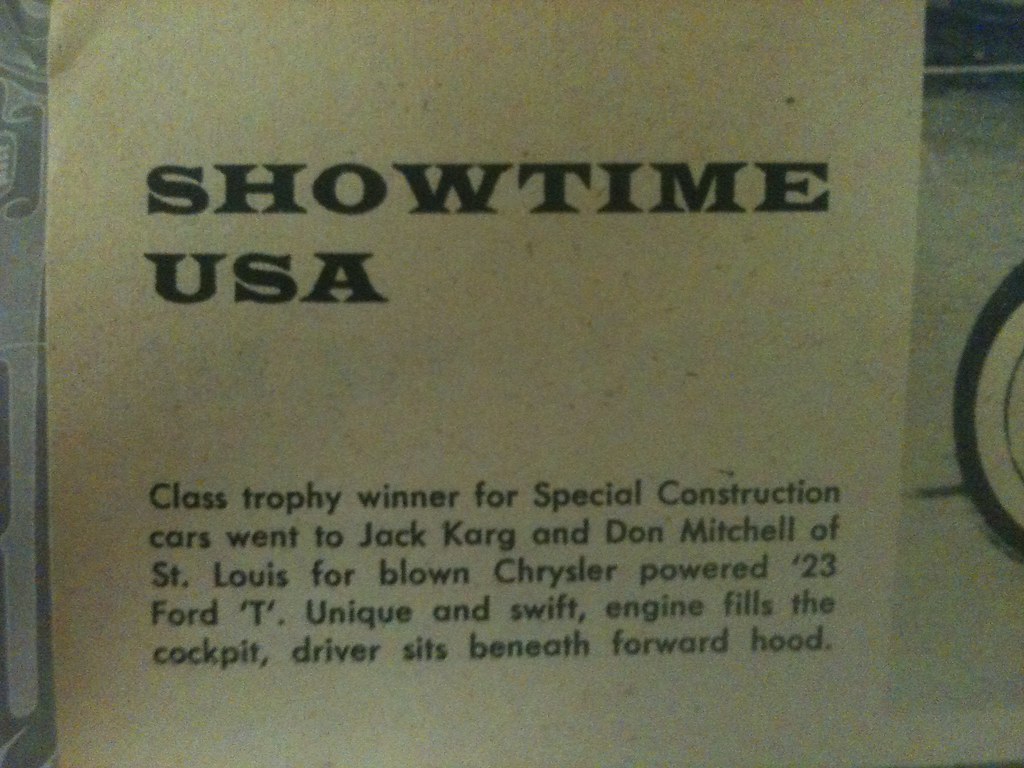 SHOWTIME
USA
Class trophy winner for Special Construction
cars went to Jack Karg and Don Mitchell of
St. Louis for blown Chrysler powered '23
Ford 'T'. Unique and swift, engine fills the
cockpit, driver sits beneath forward hood.